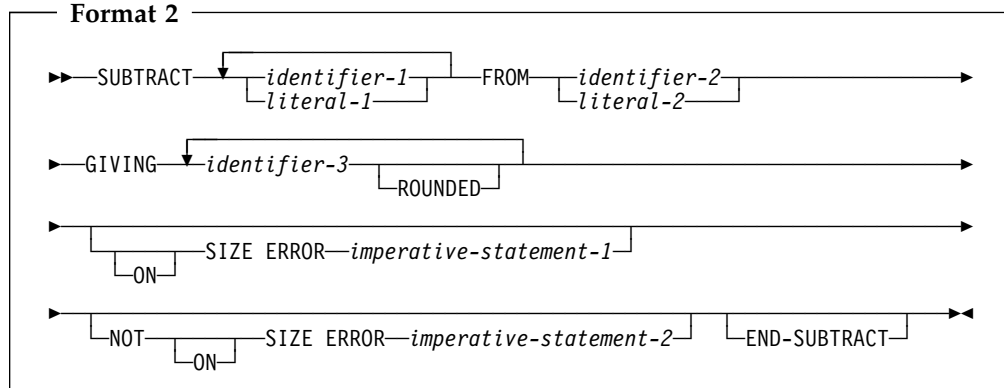 Format 2
SUBTRACT identifier-1 FROM identifier-2
literal-1 literal-2
GIVING identifier-3
ROUNDED
SIZE ERROR imperative-statement-1
ON
NOT SIZE ERROR imperative-statement-2 END-SUBTRACT
ON